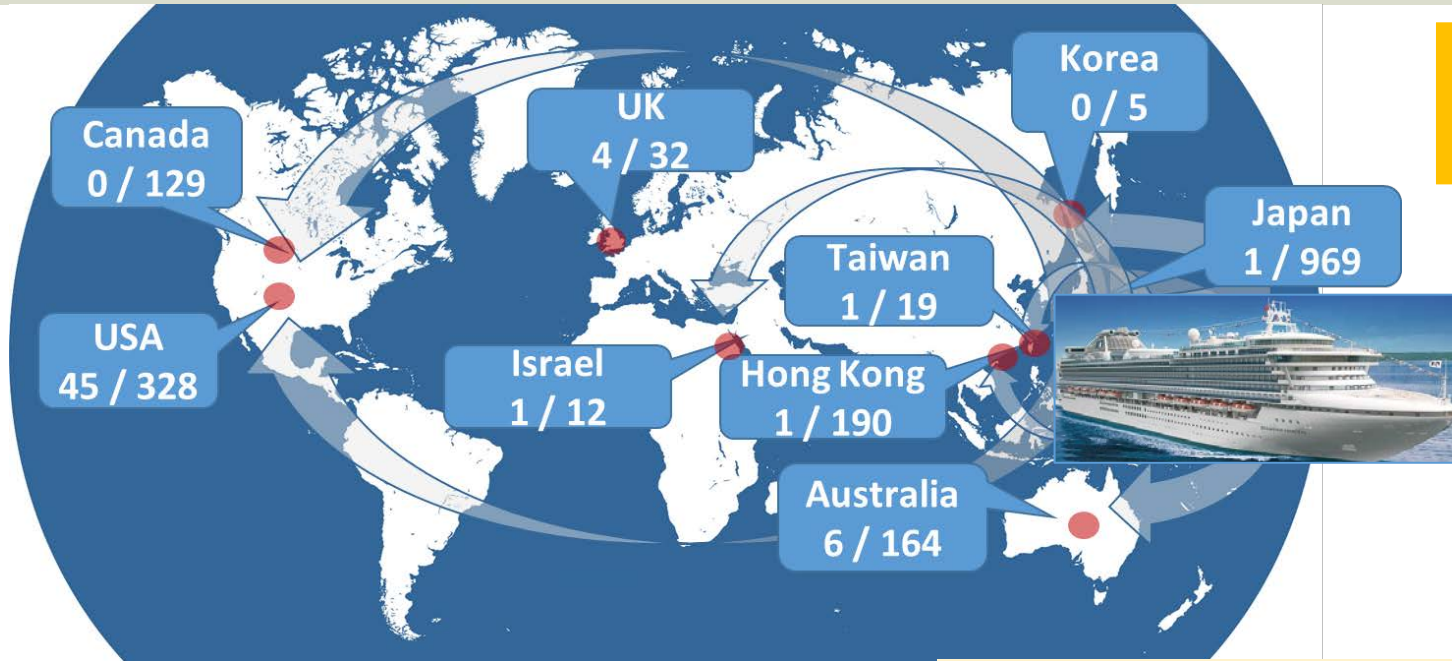 Korea
0 / 5
UK
4 / 32
Canada
0 / 129
Japan
1 / 969
Taiwan
1 / 19
USA
45 / 328
Israel
1 / 12
Hong Kong
1 / 190
Australia
6 / 164